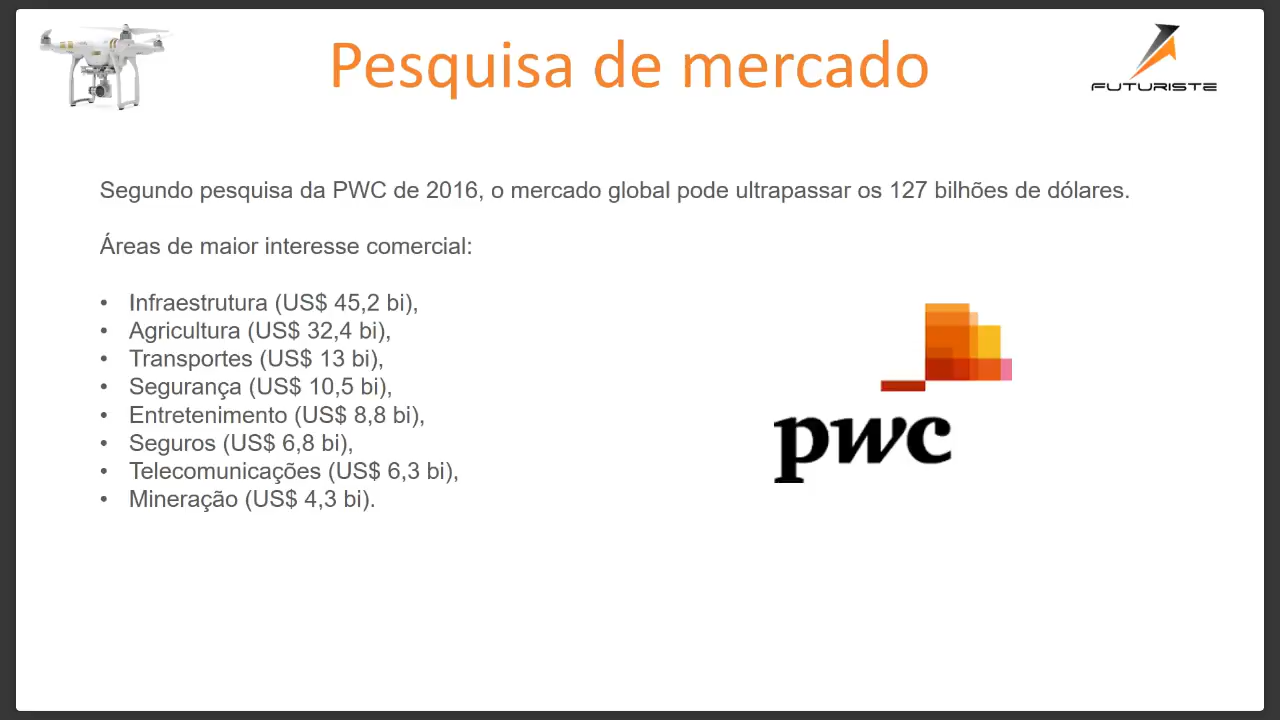 Pesquisa de mercado
FUTURISTE
Segundo pesquisa da PWC de 2016, o mercado global pode ultrapassar os 127 bilhões de dólares.
Áreas de maior interesse comercial:
• Infraestrutura (US$ 45,2 bi),
• Agricultura (US$ 32,4 bi),
• Transportes (US$ 13 bi),
• Segurança (US$ 10,5 bi),
• Entretenimento (US$ 8,8 bi),
• Seguros (US$ 6,8 bi),
• Telecomunicações (US$ 6,3 bi),
• Mineração (US$ 4,3 bi).
pwc